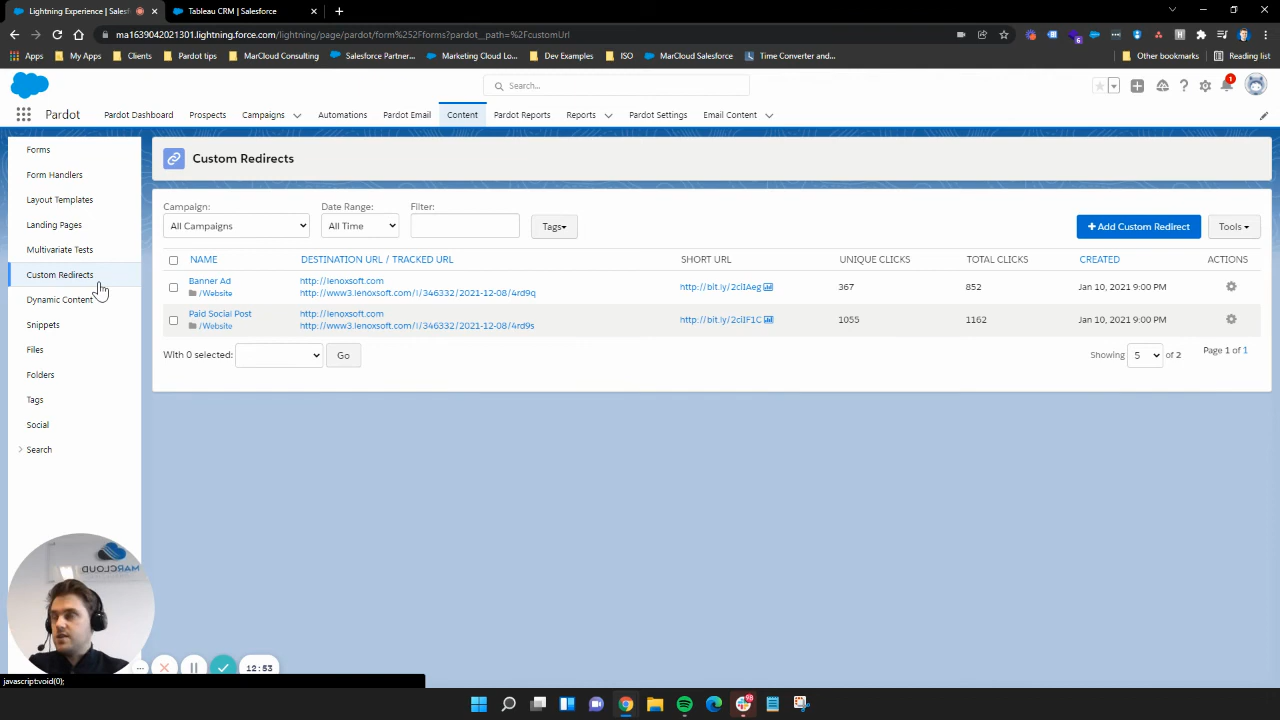 Lightning Experience | Salesf
Tableau CRM | Salesforce
ma1639042021301.lightning.force.com/lightning/page/pardot/form%252Fforms?pardot__path=%2FcustomUrl
Apps
My Apps
Clients
Pardot tips
MarCloud Consulting
Salesforce Partner...
Marketing Cloud Lo...
Dev Examples
ISO
MarCloud Salesforce
Time Converter and...
Other bookmarks
Reading list
Search...
1
Pardot
Pardot Dashboard
Prospects
Campaigns
Automations
Pardot Email
Content
Pardot Reports
Reports
Pardot Settings
Email Content
Forms
Form Handlers
Layout Templates
Landing Pages
Multivariate Tests
Custom Redirects
Dynamic Content
Snippets
Files
Folders
Tags
Social
Search
Custom Redirects
Campaign:
All Campaigns
Date Range:
All Time
Filter:
Tags
+ Add Custom Redirect
Tools
NAME DESTINATION URL / TRACKED URL SHORT URL UNIQUE CLICKS TOTAL CLICKS CREATED ACTIONS
Banner Ad
/Website
http://lenoxsoft.com
http://www3.lenoxsoft.com/l/346332/2021-12-08/4rd9q
http://bit.ly/2clIAeg
367
852
Jan 10, 2021 9:00 PM
Paid Social Post
/Website
http://lenoxsoft.com
http://www3.lenoxsoft.com/l/346332/2021-12-08/4rd9s
http://bit.ly/2clIF1C
1055
1162
Jan 10, 2021 9:00 PM
With 0 selected:
Go
Showing 5 of 2
Page 1 of 1
MARCLOUD
12:53
javascript:void(0);